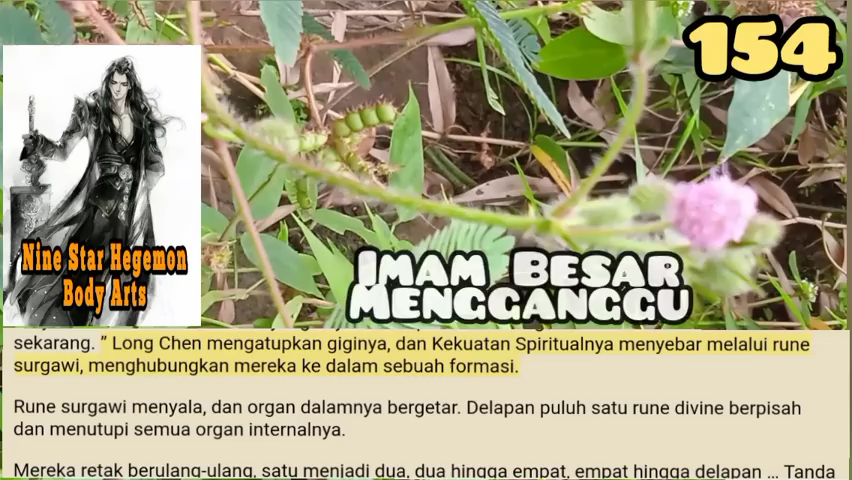 154
Nine Star Hegemon
Body Arts
Imam Besar
Mengganggu
sekarang. " Long Chen mengatupkan giginya, dan Kekuatan Spiritualnya menyebar melalui rune
surgawi, menghubungkan mereka ke dalam sebuah formasi.
Rune surgawi menyala, dan organ dalamnya bergetar. Delapan puluh satu rune divine berpisah
dan menutupi semua organ internalnya.
Mereka retak berulang-ulang, satu menjadi dua, dua hingga empat, empat hingga delapan ... Tanda